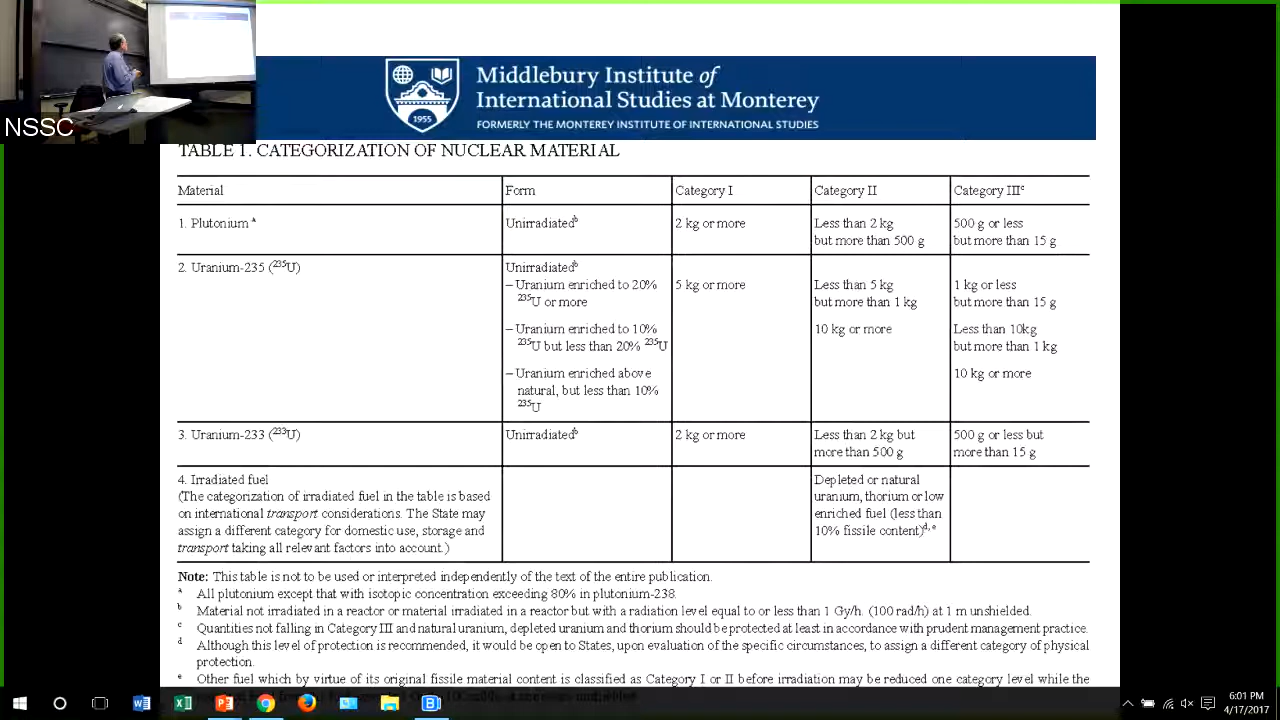 NSSC
1955
Middlebury Institute of
International Studies at Monterey
FORMERLY THE MONTEREY INSTITUTE OF INTERNATIONAL STUDIES
TABLE 1. CATEGORIZATION OF NUCLEAR MATERIAL
Material Form Category I Category II Category IIIᶜ
1. Plutonium ᵃ Unirradiatedᵇ 2 kg or more Less than 2 kg 500 g or less
but more than 500 g but more than 15 g
2. Uranium-235 (²³⁵U) Unirradiatedᵇ
– Uranium enriched to 20% 5 kg or more Less than 5 kg 1 kg or less
²³⁵U or more but more than 1 kg but more than 15 g
– Uranium enriched to 10% 10 kg or more Less than 10kg
²³⁵U but less than 20% ²³⁵U but more than 1 kg
– Uranium enriched above 10 kg or more
natural, but less than 10%
²³⁵U
3. Uranium-233 (²³³U) Unirradiatedᵇ 2 kg or more Less than 2 kg but 500 g or less but
more than 500 g more than 15 g
4. Irradiated fuel Depleted or natural
(The categorization of irradiated fuel in the table is based uranium, thorium or low
on international transport considerations. The State may enriched fuel (less than
assign a different category for domestic use, storage and 10% fissile content)ᵈ,ᵉ
transport taking all relevant factors into account.)
Note: This table is not to be used or interpreted independently of the text of the entire publication.
ᵃ All plutonium except that with isotopic concentration exceeding 80% in plutonium-238.
ᵇ Material not irradiated in a reactor or material irradiated in a reactor but with a radiation level equal to or less than 1 Gy/h. (100 rad/h) at 1 m unshielded.
ᶜ Quantities not falling in Category III and natural uranium, depleted uranium and thorium should be protected at least in accordance with prudent management practice.
ᵈ Although this level of protection is recommended, it would be open to States, upon evaluation of the specific circumstances, to assign a different category of physical
protection.
ᵉ Other fuel which by virtue of its original fissile material content is classified as Category I or II before irradiation may be reduced one category level while the
6:01 PM
4/17/2017